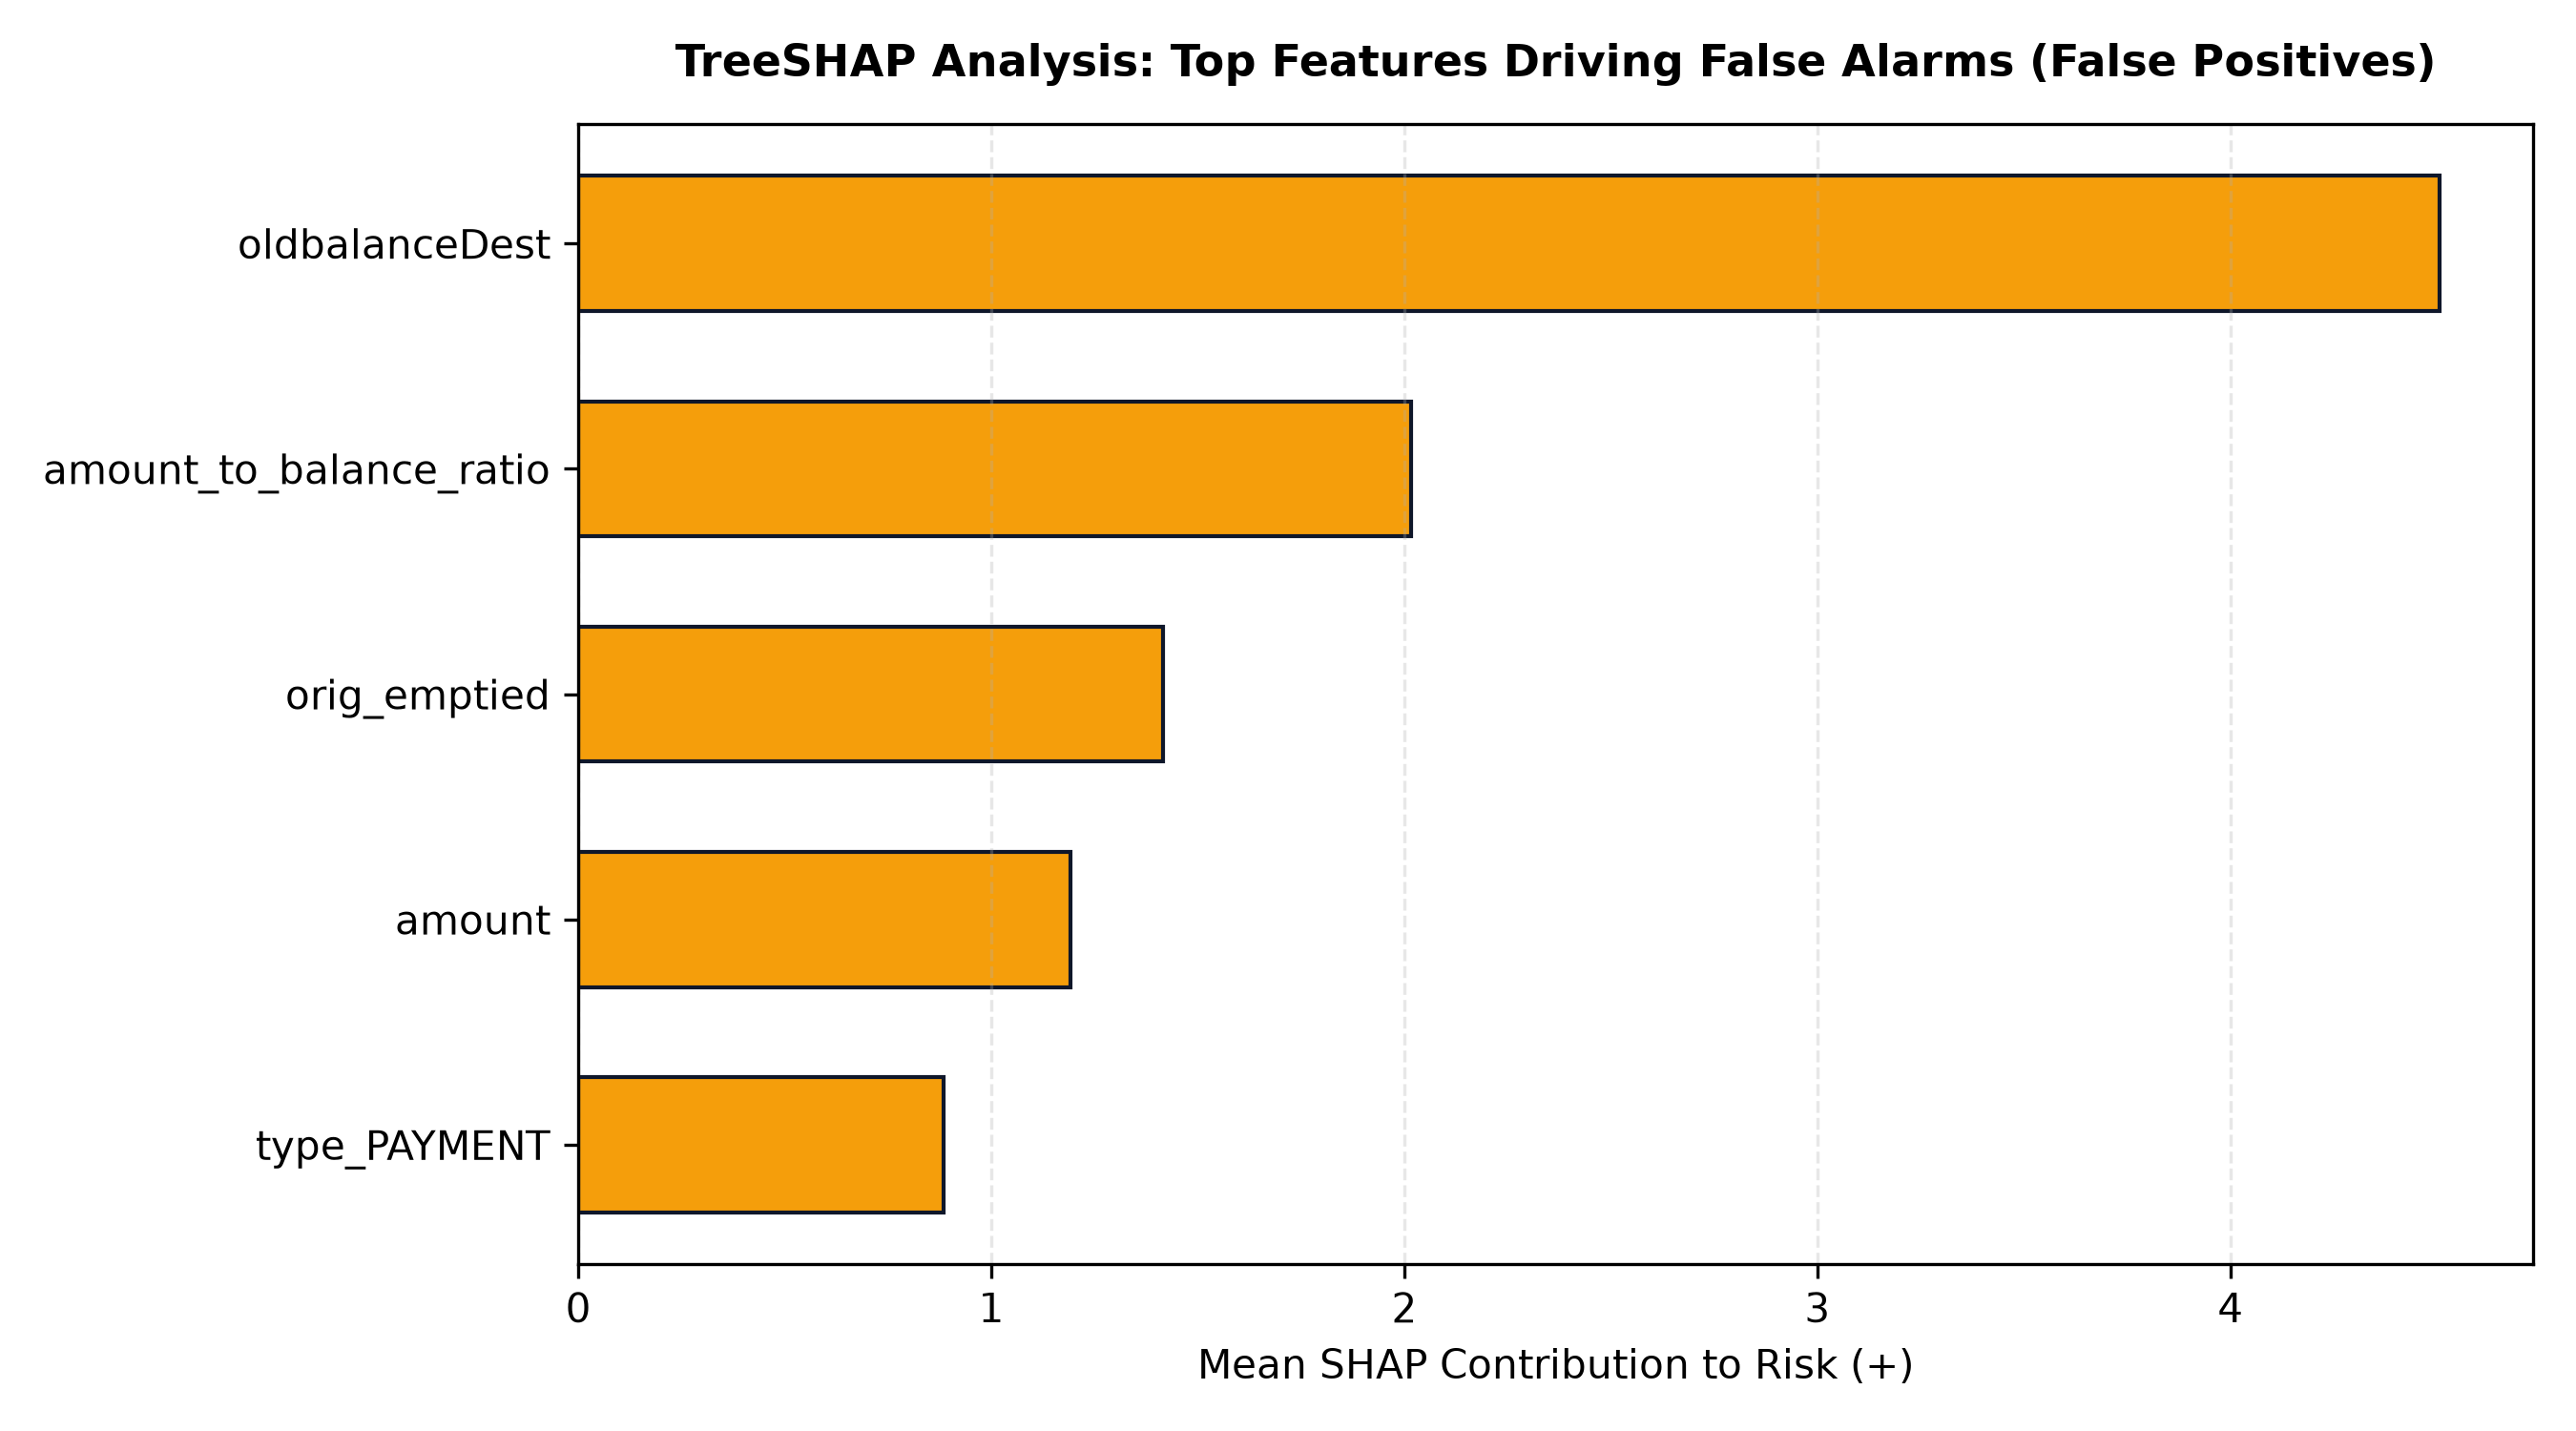 TreeSHAP Analysis: Top Features Driving False Alarms (False Positives)
oldbalanceDest
amount_to_balance_ratio
orig_emptied
amount
type_PAYMENT
0 1 2 3 4
Mean SHAP Contribution to Risk (+)